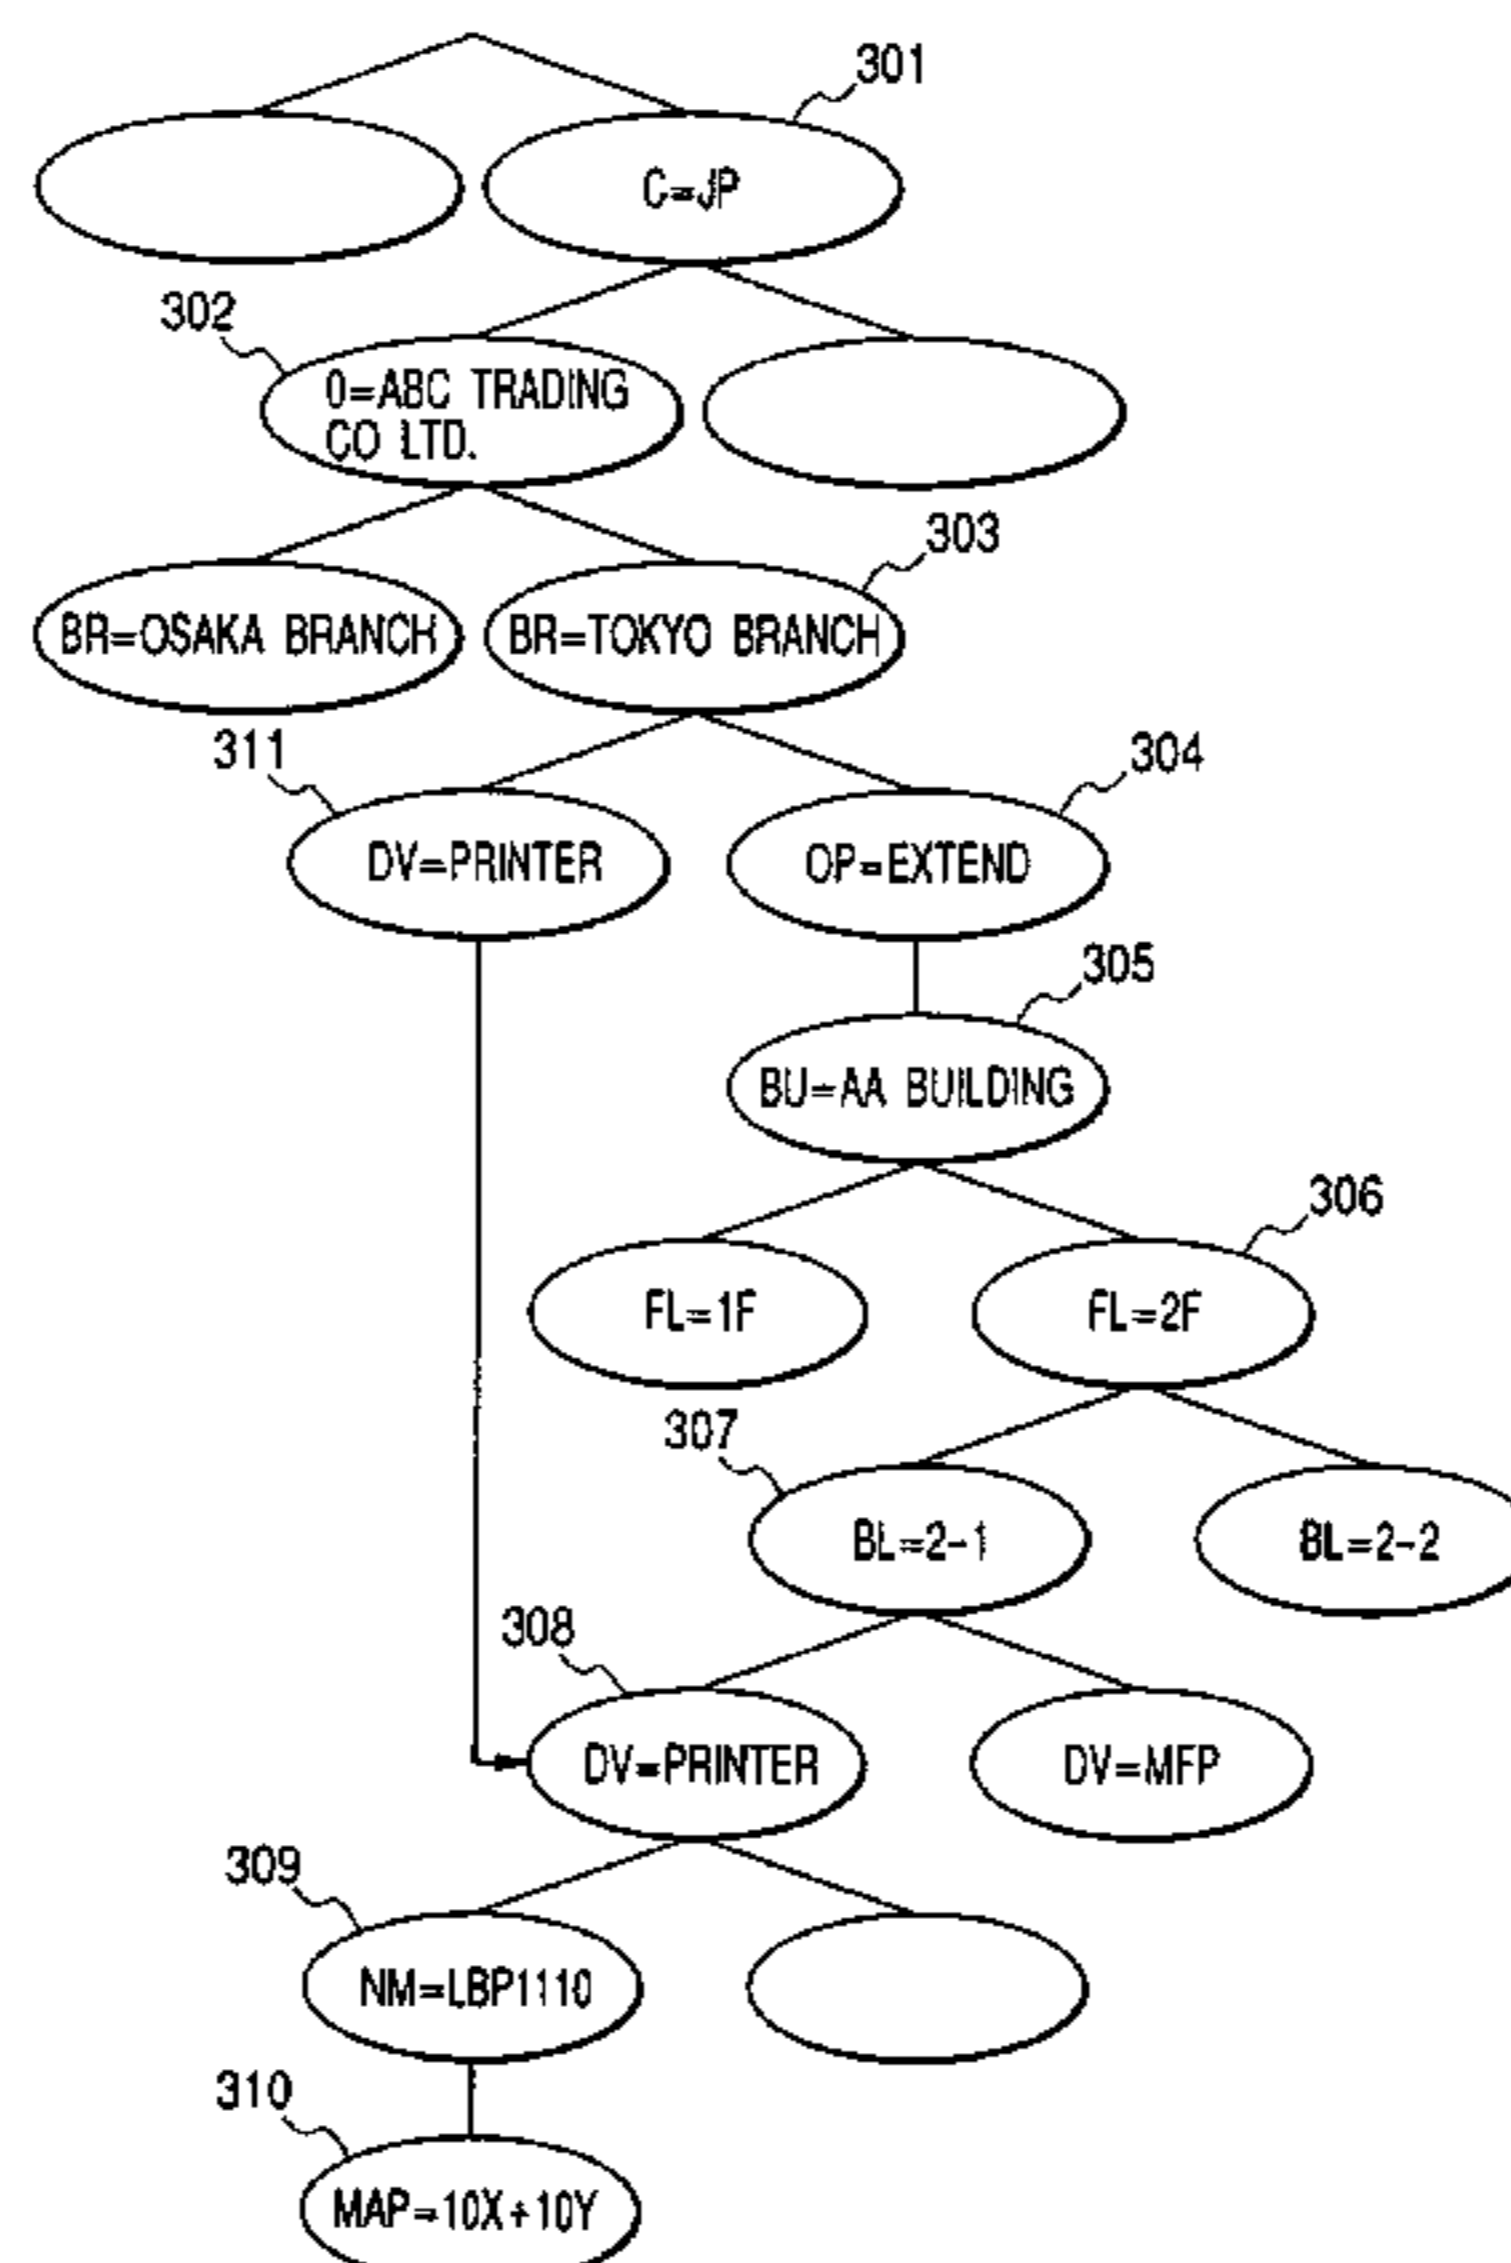 301
C=JP
302
0=ABC TRADING
CO LTD.
303
BR=OSAKA BRANCH
BR=TOKYO BRANCH
311
304
DV=PRINTER
OP=EXTEND
305
BU=AA BUILDING
306
FL=1F
FL=2F
307
BL=2-1
BL=2-2
308
DV=PRINTER
DV=MFP
309
NM=LBP1110
310
MAP=10X+10Y